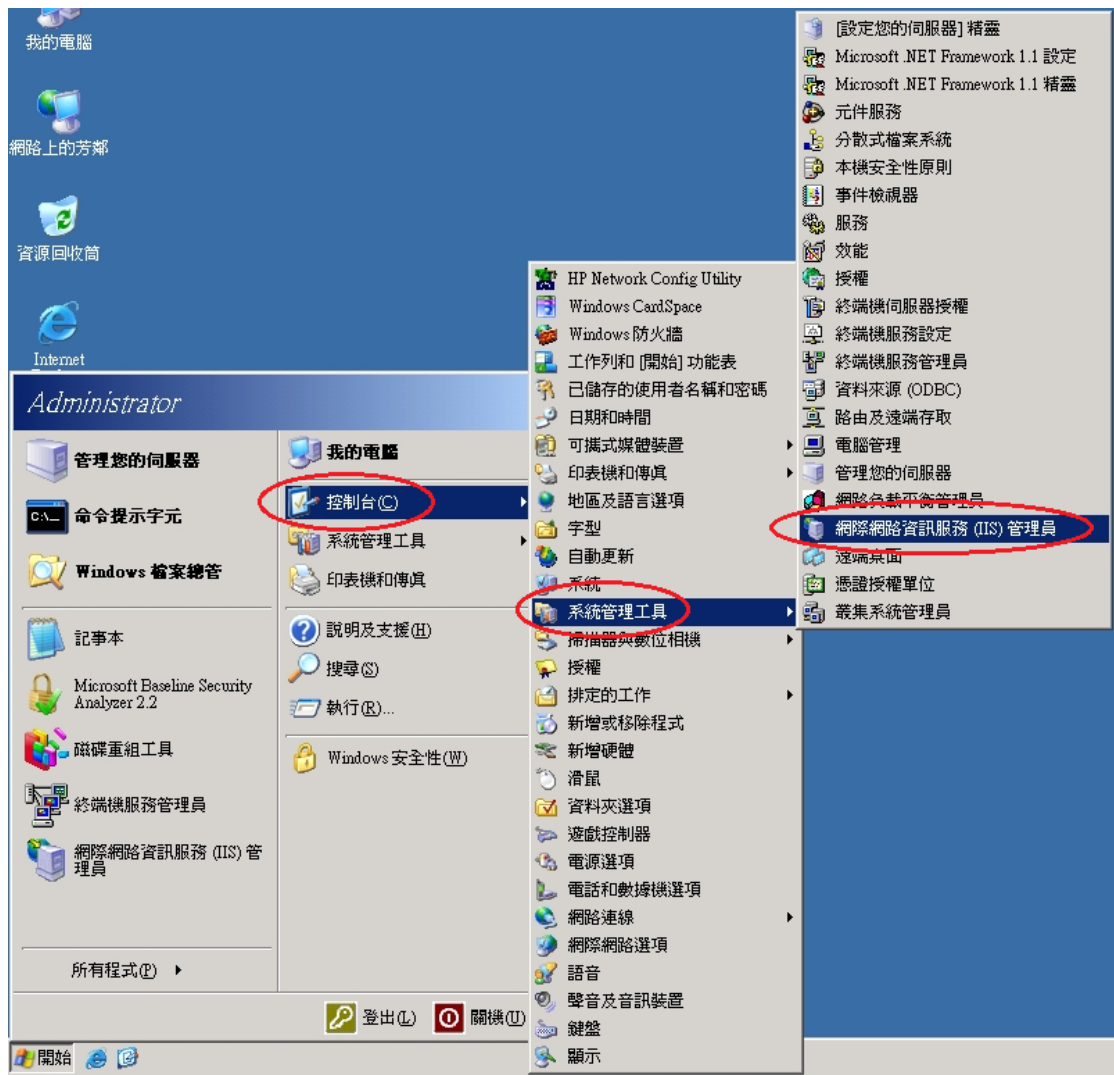 我的電腦
網路上的芳鄰
資源回收筒
Internet
Administrator
管理您的伺服器
C:\_
命令提示字元
Windows 檔案總管
記事本
Microsoft Baseline Security
Analyzer 2.2
磁碟重組工具
終端機服務管理員
網際網路資訊服務 (IIS) 管
理員
所有程式(P)
我的電腦
控制台(C)
系統管理工具
印表機和傳真
說明及支援(H)
搜尋(S)
執行(R)...
Windows 安全性(W)
登出(L)
關機(U)
開始
HP Network Config Utility
Windows CardSpace
Windows 防火牆
工作列和 [開始] 功能表
已儲存的使用者名稱和密碼
日期和時間
可攜式媒體裝置
印表機和傳真
地區及語言選項
字型
自動更新
系統
系統管理工具
掃描器與數位相機
授權
排定的工作
新增或移除程式
新增硬體
滑鼠
資料夾選項
遊戲控制器
電源選項
電話和數據機選項
網路連線
網際網路選項
語音
聲音及音訊裝置
鍵盤
顯示
[設定您的伺服器] 精靈
Microsoft .NET Framework 1.1 設定
Microsoft .NET Framework 1.1 精靈
元件服務
分散式檔案系統
本機安全性原則
事件檢視器
服務
效能
授權
終端機伺服器授權
終端機服務設定
終端機服務管理員
資料來源 (ODBC)
路由及遠端存取
電腦管理
管理您的伺服器
網路負載平衡管理員
網際網路資訊服務 (IIS) 管理員
遠端桌面
憑證授權單位
叢集系統管理員